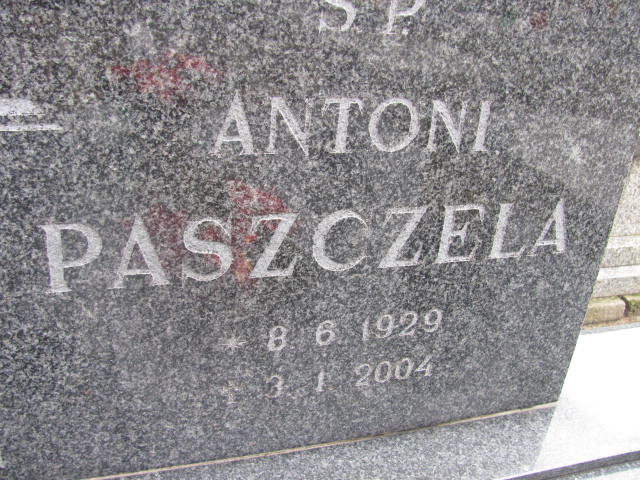 Ś.P.
ANTONI
PASZCZELA
* 8 6 1929
† 3 1 2004